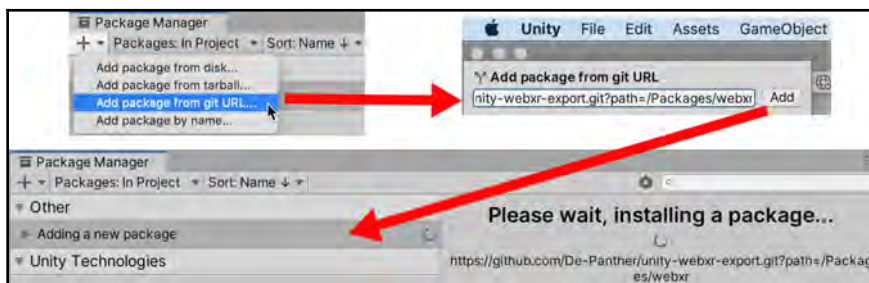 Package Manager
+ Packages: In Project Sort: Name ↓
Add package from disk...
Add package from tarball...
Add package from git URL...
Add package by name...
Unity File Edit Assets GameObject
Add package from git URL
nity-webxr-export.git?path=/Packages/webxr Add
Package Manager
+ Packages: In Project Sort: Name ↓
Other
Adding a new package
Unity Technologies
Please wait, installing a package...
https://github.com/De-Panther/unity-webxr-export.git?path=/Packag
es/webxr